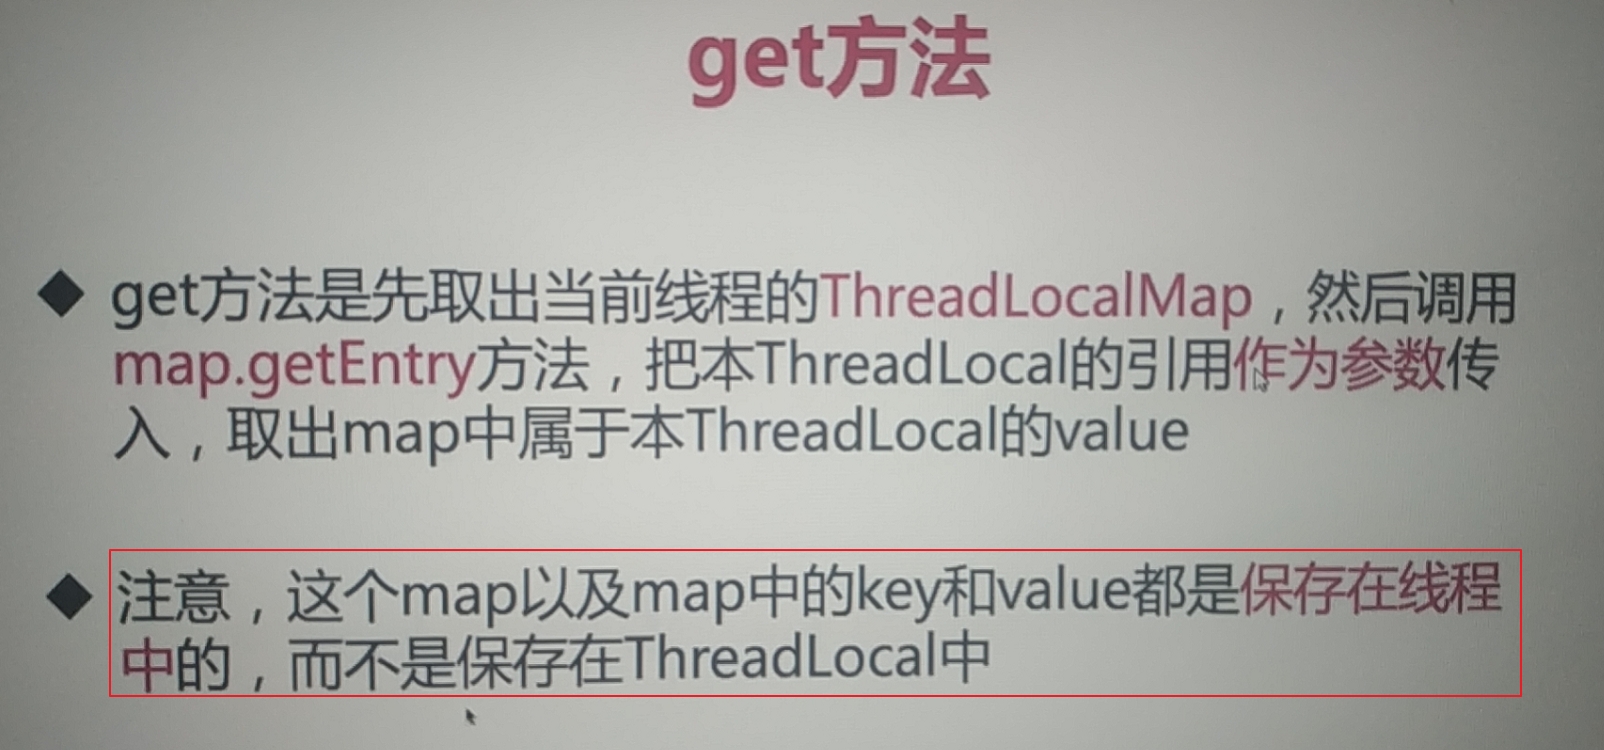 get方法
get方法是先取出当前线程的ThreadLocalMap，然后调用
map.getEntry方法，把本ThreadLocal的引用作为参数传
入，取出map中属于本ThreadLocal的value
注意，这个map以及map中的key和value都是保存在线程
中的，而不是保存在ThreadLocal中